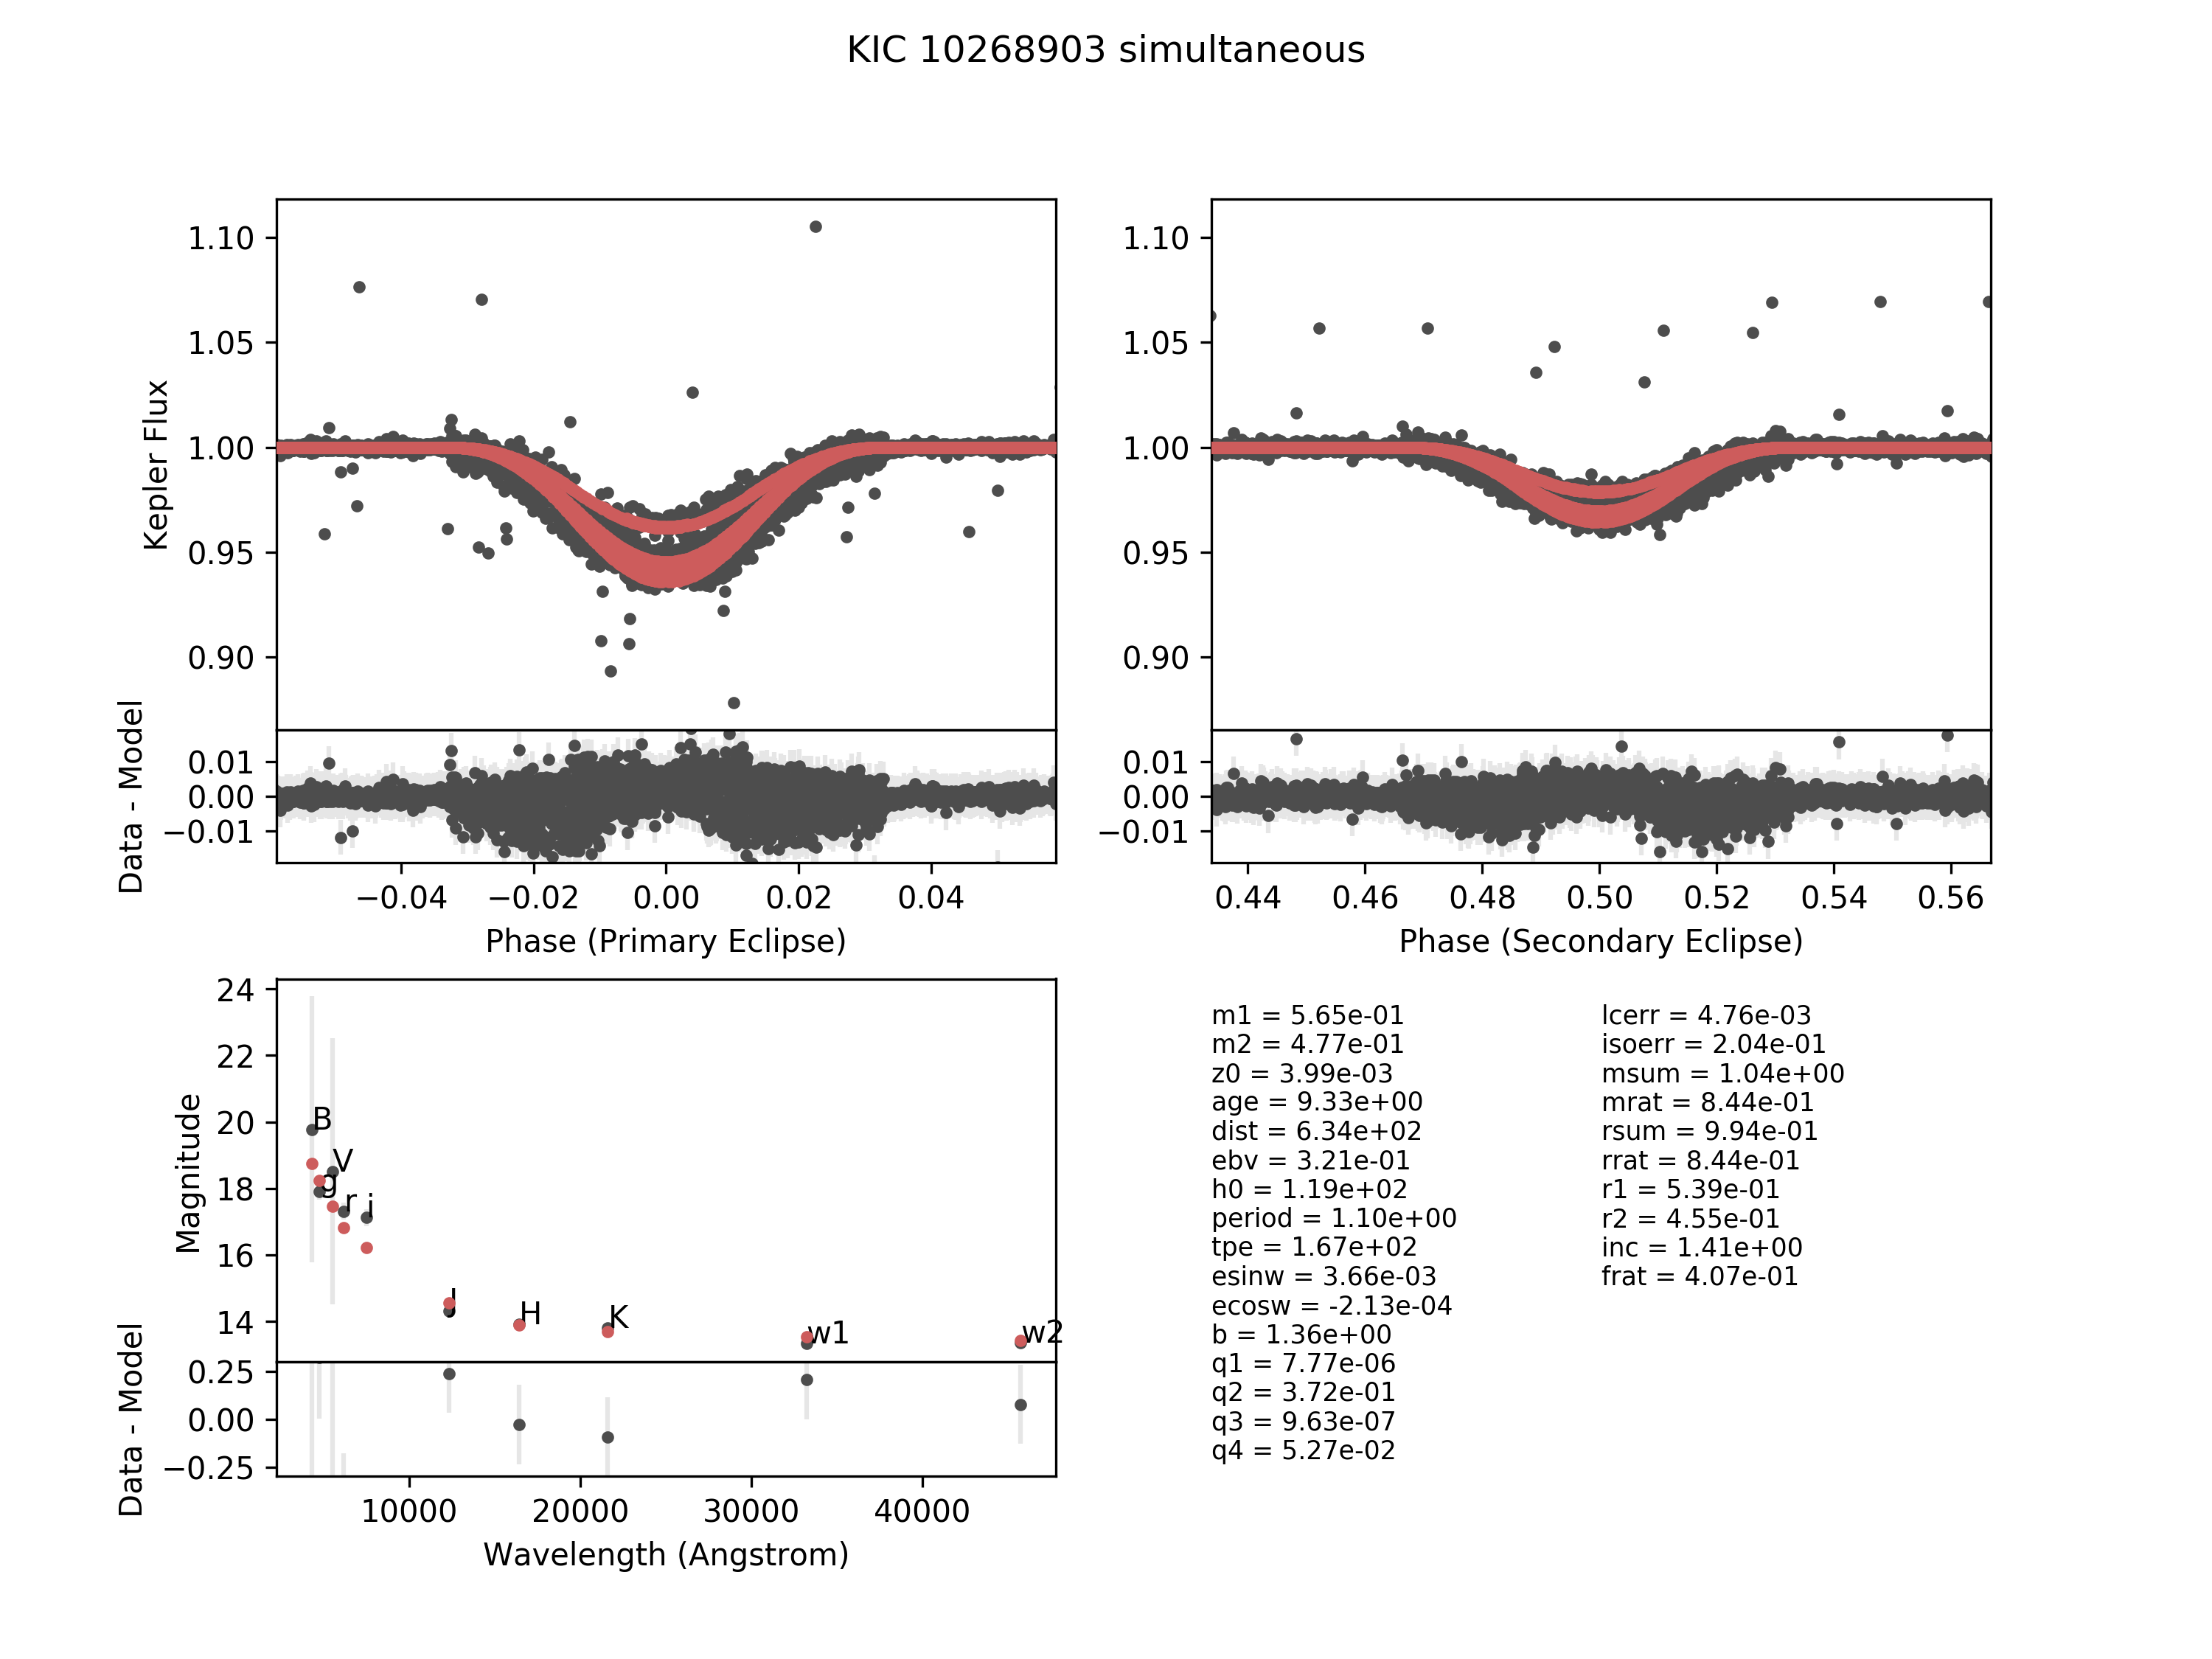 KIC 10268903 simultaneous
1.10
1.05
1.00
0.95
0.90
Kepler Flux
1.10
1.05
1.00
0.95
0.90
0.01
0.00
−0.01
Data - Model
0.01
0.00
−0.01
−0.04 −0.02 0.00 0.02 0.04
Phase (Primary Eclipse)
0.44 0.46 0.48 0.50 0.52 0.54 0.56
Phase (Secondary Eclipse)
24
22
20
18
16
14
Magnitude
B
V
g
r
i
J
H
K
w1
w2
0.25
0.00
−0.25
Data - Model
10000 20000 30000 40000
Wavelength (Angstrom)
m1 = 5.65e-01
m2 = 4.77e-01
z0 = 3.99e-03
age = 9.33e+00
dist = 6.34e+02
ebv = 3.21e-01
h0 = 1.19e+02
period = 1.10e+00
tpe = 1.67e+02
esinw = 3.66e-03
ecosw = -2.13e-04
b = 1.36e+00
q1 = 7.77e-06
q2 = 3.72e-01
q3 = 9.63e-07
q4 = 5.27e-02
lcerr = 4.76e-03
isoerr = 2.04e-01
msum = 1.04e+00
mrat = 8.44e-01
rsum = 9.94e-01
rrat = 8.44e-01
r1 = 5.39e-01
r2 = 4.55e-01
inc = 1.41e+00
frat = 4.07e-01